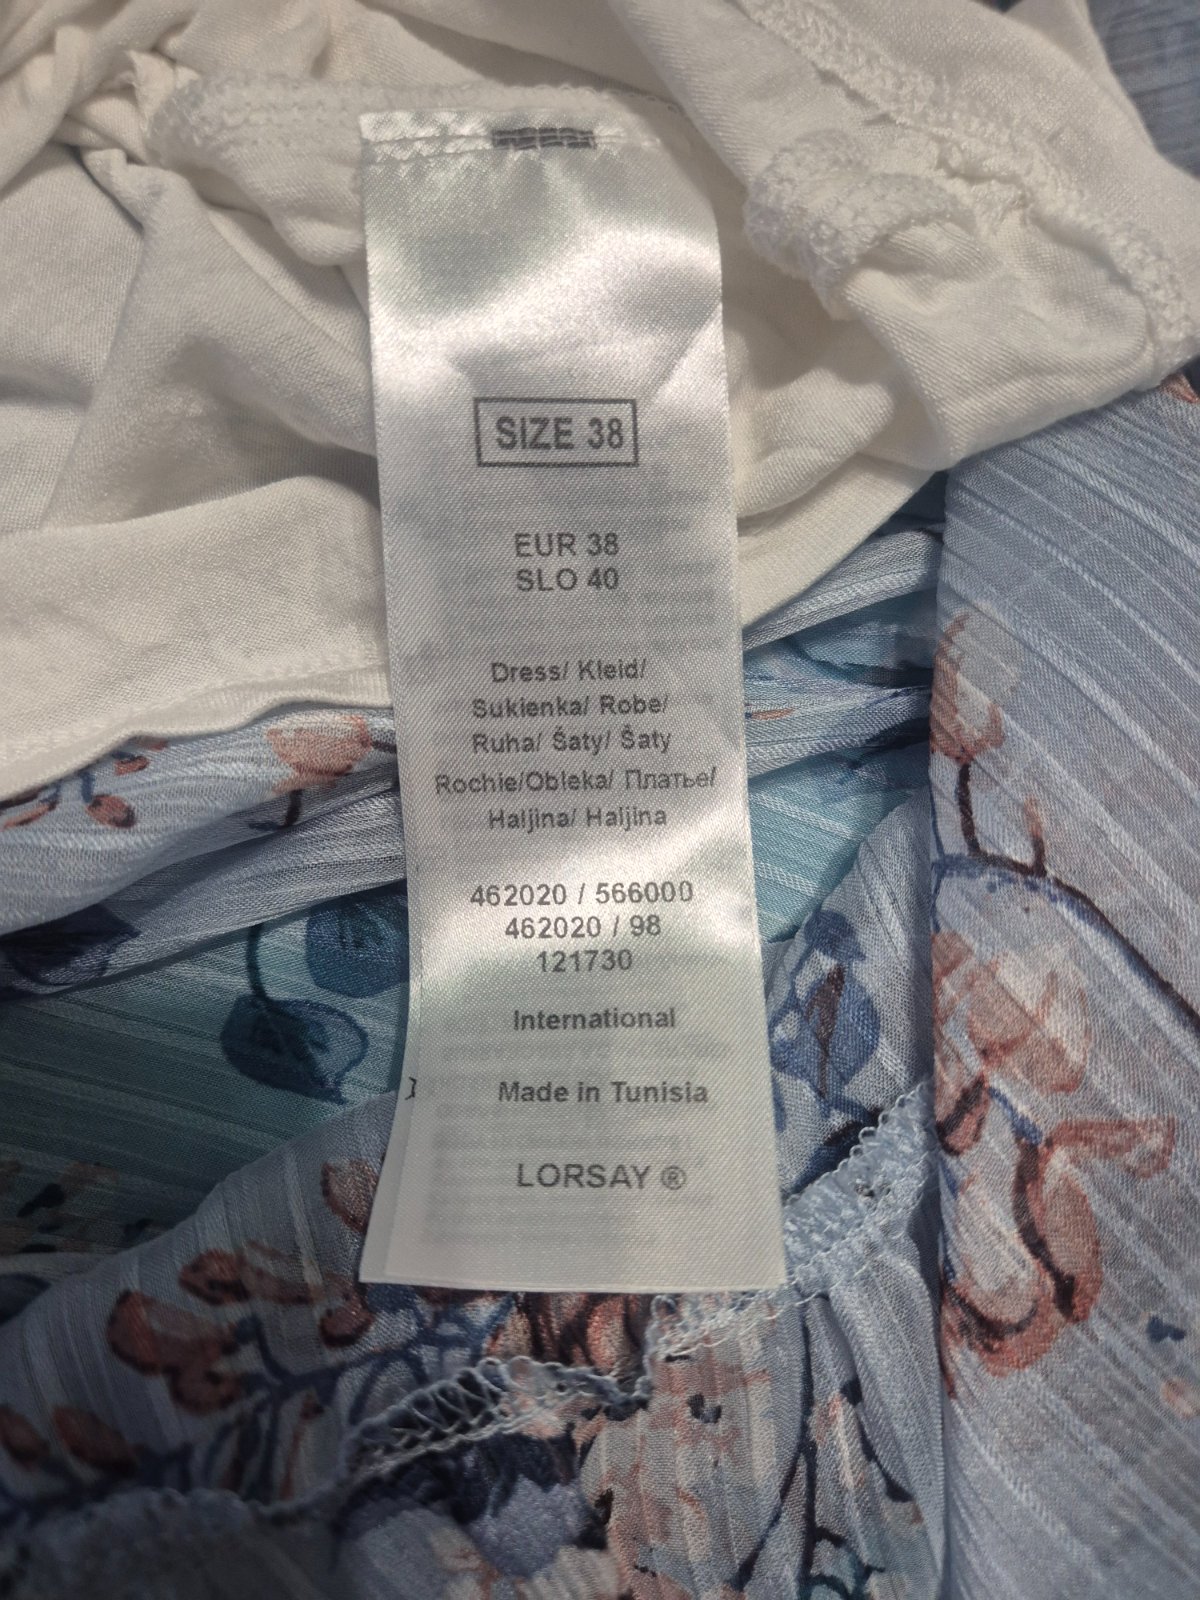 SIZE 38
EUR 38
SLO 40
Dress/ Kleid/
Sukienka/ Robe/
Ruha/ Šaty/ Šaty
Rochie/Obleka/ Платье/
Haljina/ Haljina
462020 / 566000
462020 / 98
121730
International
Made in Tunisia
LORSAY ®